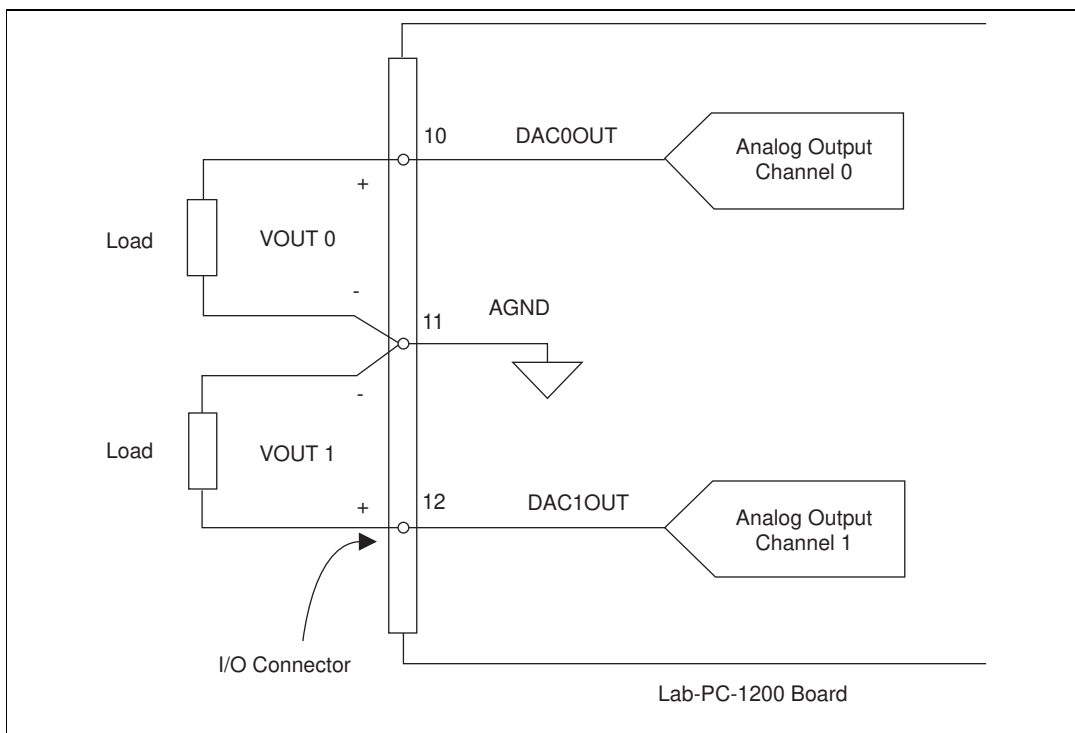 10
DAC0OUT
Analog Output
Channel 0
+
Load
VOUT 0
-
11
AGND
-
Load
VOUT 1
+
12
DAC1OUT
Analog Output
Channel 1
I/O Connector
Lab-PC-1200 Board